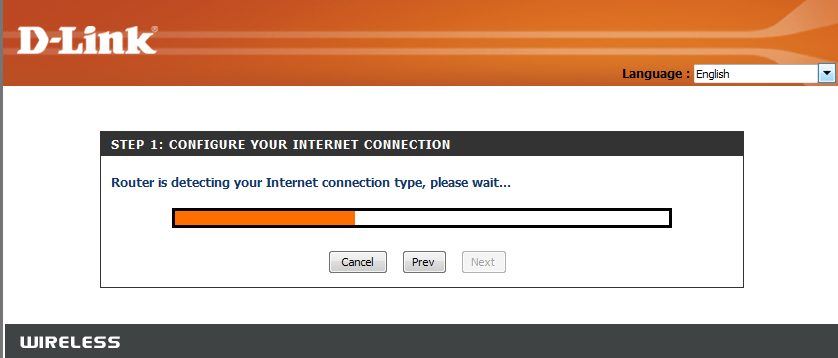 D-Link
Language : English
STEP 1: CONFIGURE YOUR INTERNET CONNECTION
Router is detecting your Internet connection type, please wait...
Cancel Prev Next
WIRELESS